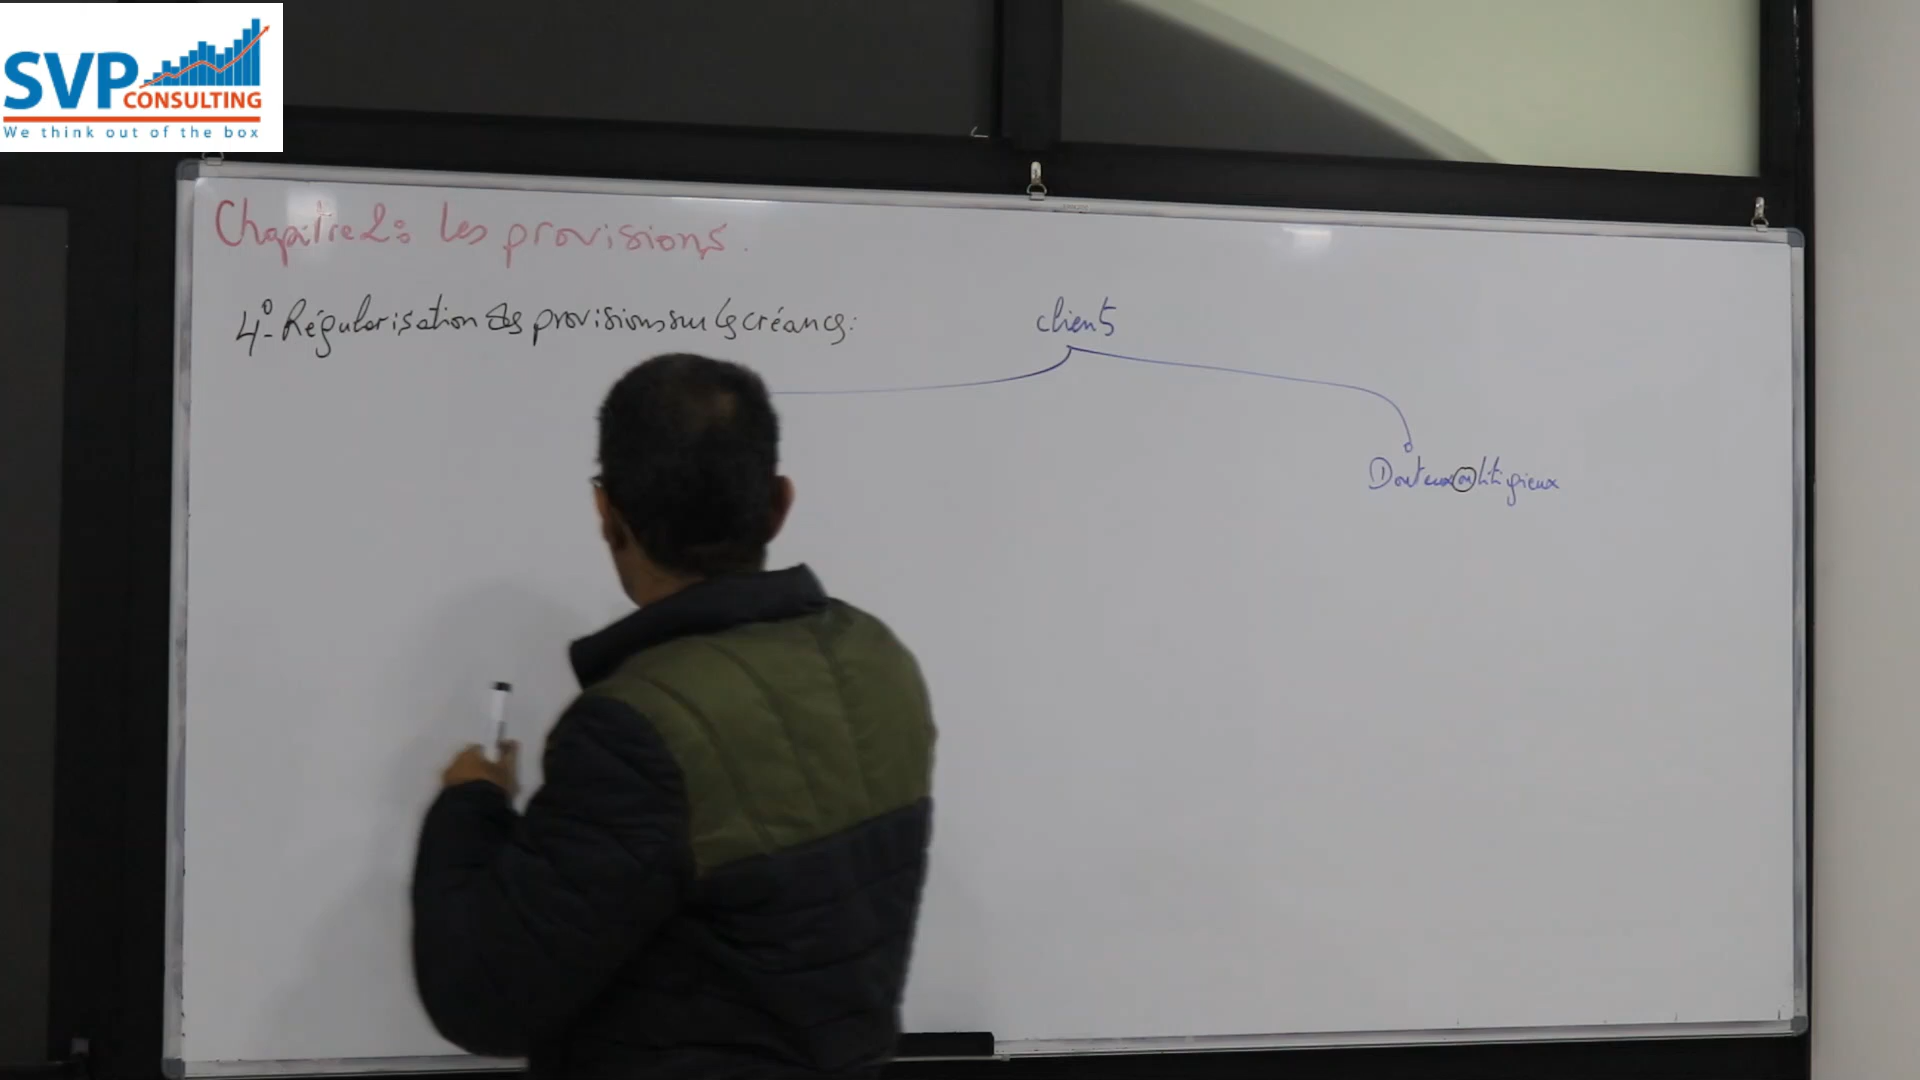 SVP
CONSULTING
We think out of the box
Chapitre 2: les provisions.
4°- Régularisation des provisions sur les créances:
clients
Douteux ou litigieux